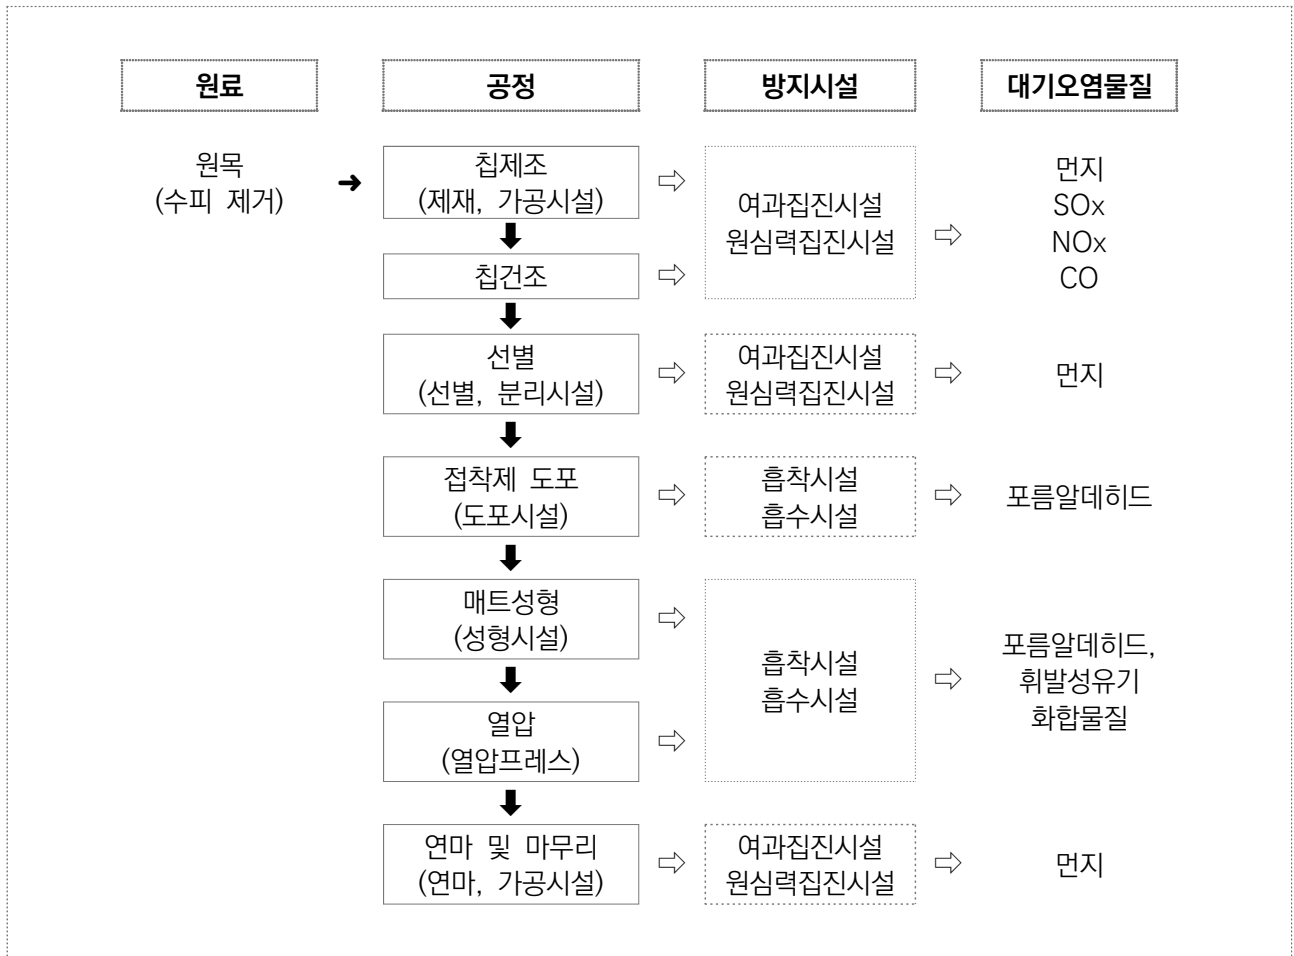 원료
공정
방지시설
대기오염물질
원목
(수피 제거)
칩제조
(제재, 가공시설)
칩건조
여과집진시설
원심력집진시설
먼지
SOx
NOx
CO
선별
(선별, 분리시설)
여과집진시설
원심력집진시설
먼지
접착제 도포
(도포시설)
흡착시설
흡수시설
포름알데히드
매트성형
(성형시설)
열압
(열압프레스)
흡착시설
흡수시설
포름알데히드,
휘발성유기
화합물질
연마 및 마무리
(연마, 가공시설)
여과집진시설
원심력집진시설
먼지